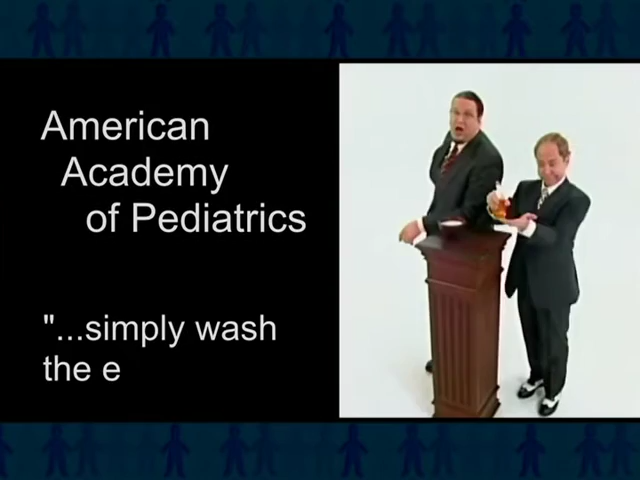 American
Academy
of Pediatrics
"...simply wash
the e